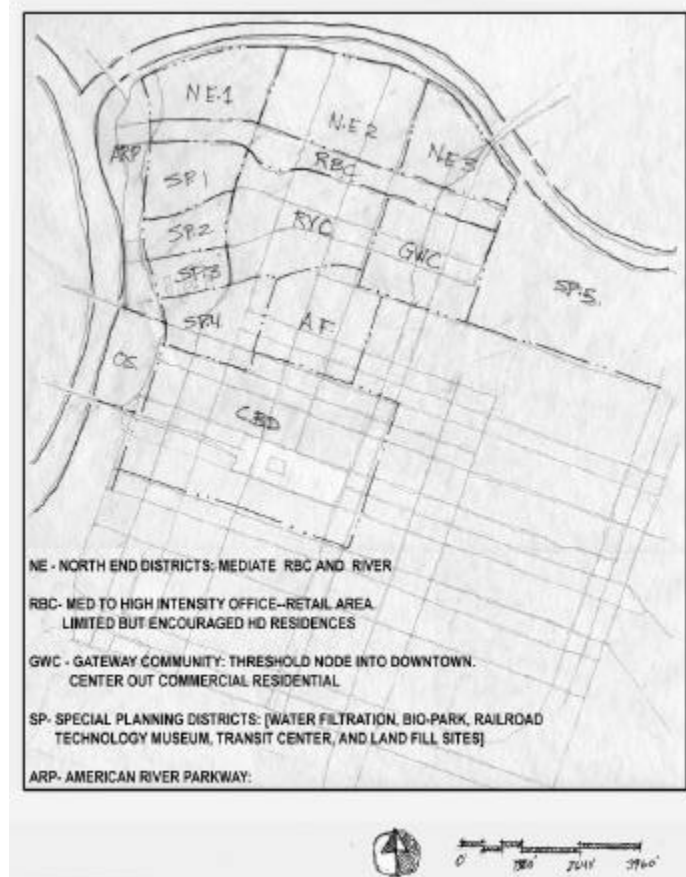 NE.1
N.E 2
N.E 3
ARP
RBC
SP.1
SP.2
RYC
GWC
SP.3
SP.5.
SP.4
A.F.
OS
CBD
NE - NORTH END DISTRICTS: MEDIATE RBC AND RIVER
RBC- MED TO HIGH INTENSITY OFFICE--RETAIL AREA
LIMITED BUT ENCOURAGED HD RESIDENCES
GWC - GATEWAY COMMUNITY: THRESHOLD NODE INTO DOWNTOWN.
CENTER OUT COMMERCIAL RESIDENTIAL
SP- SPECIAL PLANNING DISTRICTS: [WATER FILTRATION, BIO-PARK, RAILROAD
TECHNOLOGY MUSEUM, TRANSIT CENTER, AND LAND FILL SITES]
ARP- AMERICAN RIVER PARKWAY:
0' 3960'